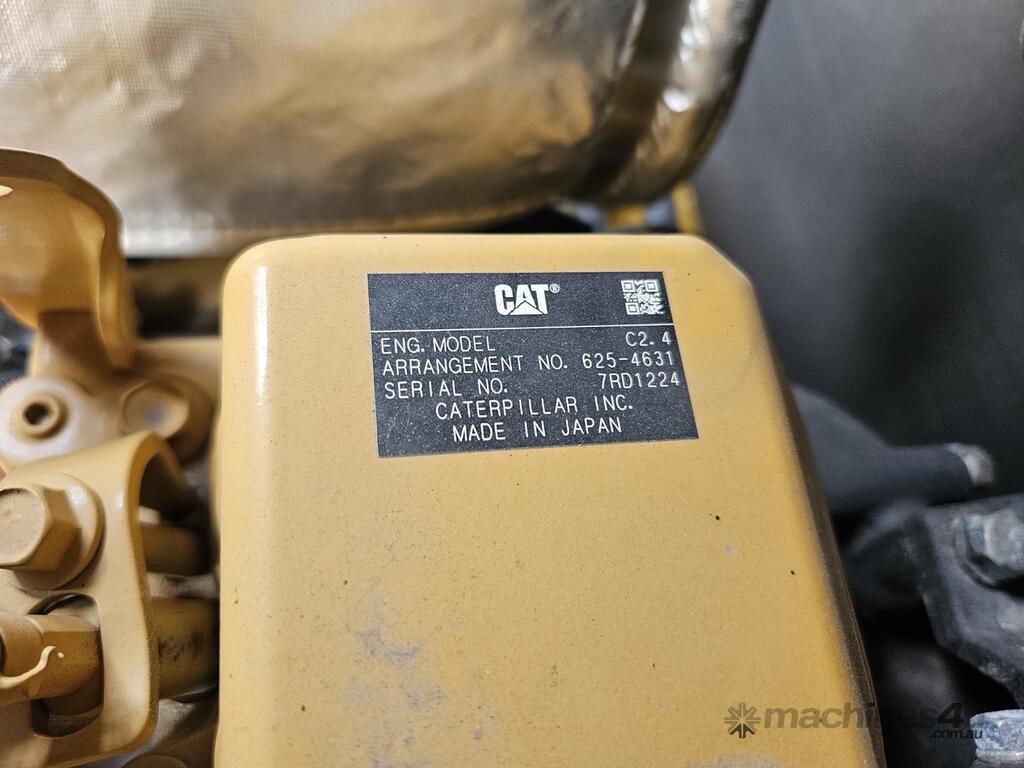 CAT®
ENG. MODEL C2.4
ARRANGEMENT NO. 625-4631
SERIAL NO. 7RD1224
CATERPILLAR INC.
MADE IN JAPAN
machines4u
.com.au